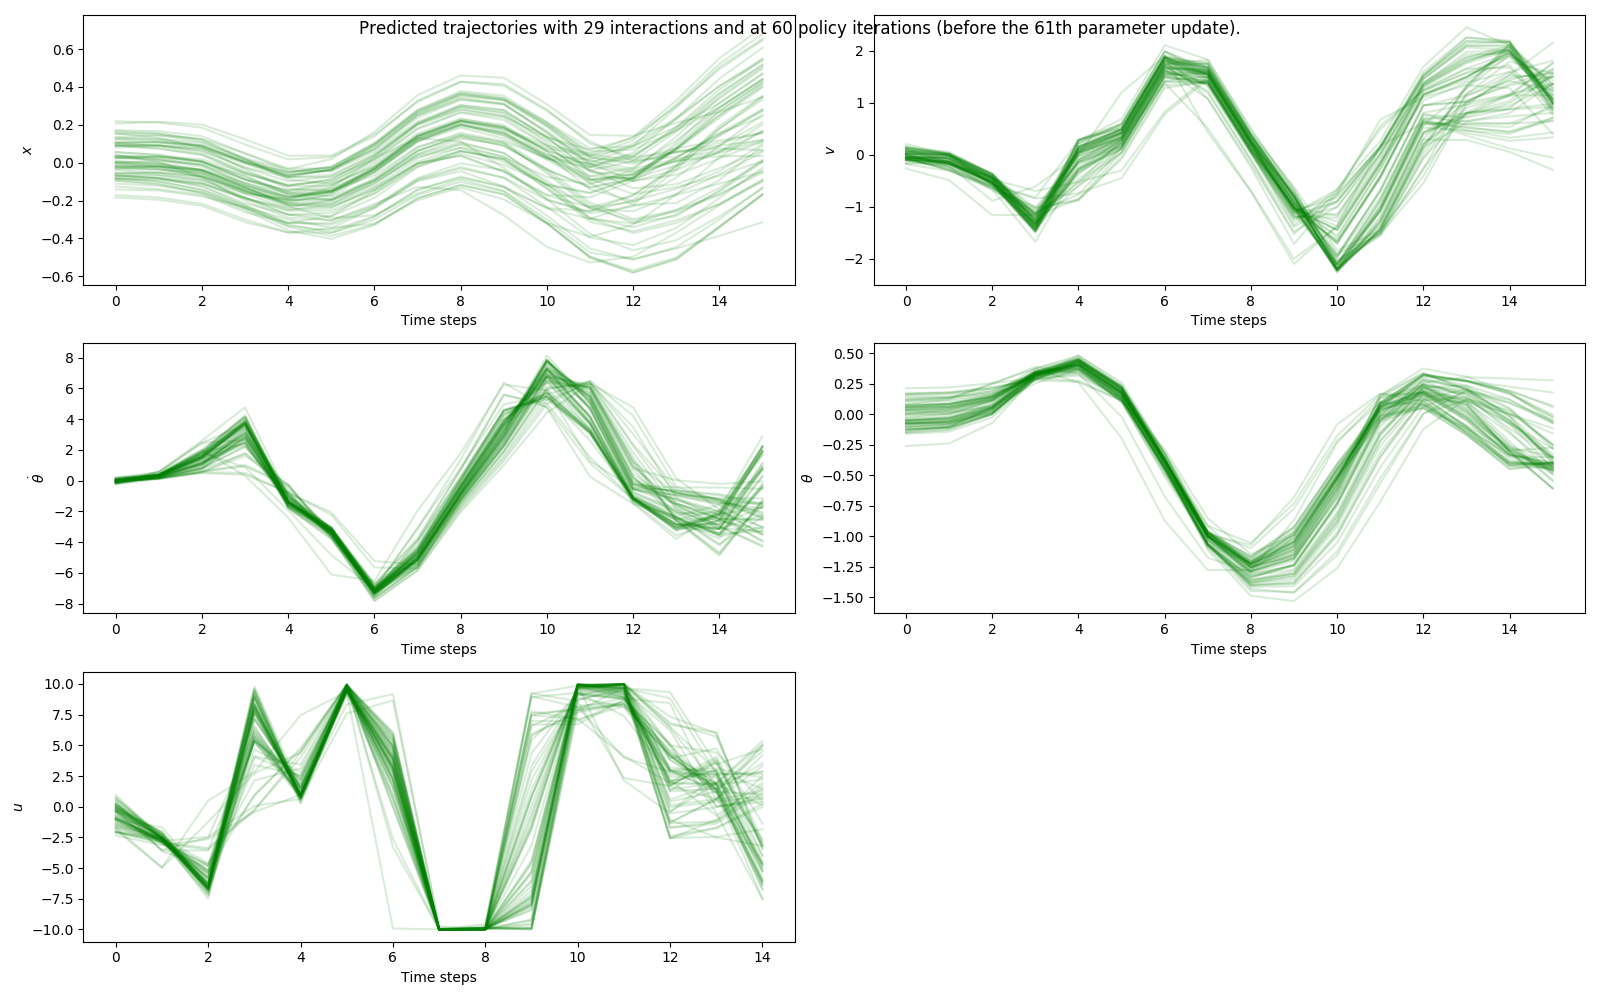 Predicted trajectories with 29 interactions and at 60 policy iterations (before the 61th parameter update).
0.6
0.4
0.2
0.0
−0.2
−0.4
−0.6
x
0 2 4 6 8 10 12 14
Time steps
2
1
0
−1
−2
v
0 2 4 6 8 10 12 14
Time steps
8
6
4
2
0
−2
−4
−6
−8
θ̇
0 2 4 6 8 10 12 14
Time steps
0.50
0.25
0.00
−0.25
−0.50
−0.75
−1.00
−1.25
−1.50
θ
0 2 4 6 8 10 12 14
Time steps
10.0
7.5
5.0
2.5
0.0
−2.5
−5.0
−7.5
−10.0
u
0 2 4 6 8 10 12 14
Time steps